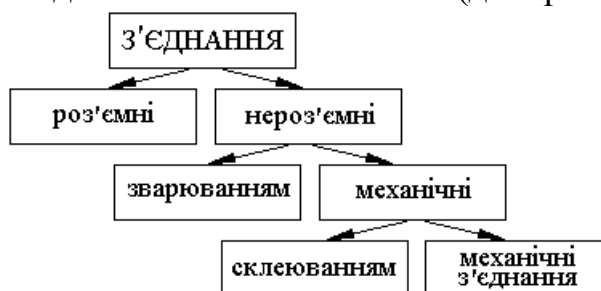 З'ЄДНАННЯ
роз'ємні
нероз'ємні
зварюванням
механічні
склеюванням
механічні
з'єднання